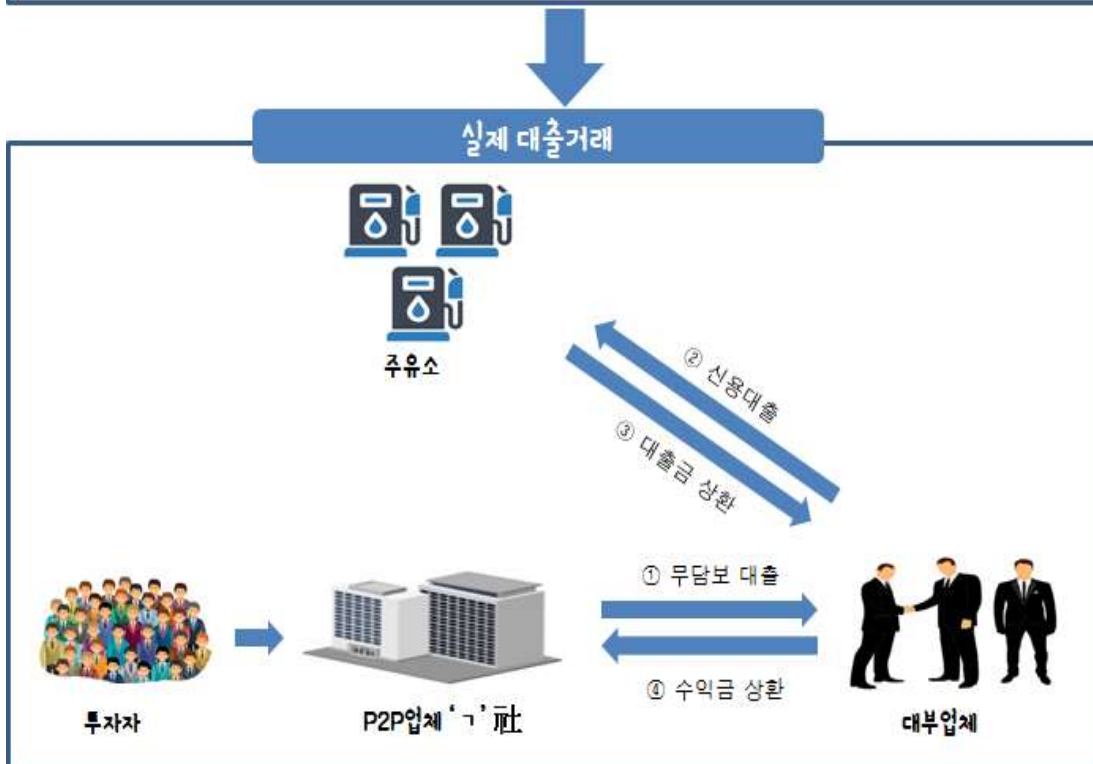 실제 대출거래
주유소
② 신용대출
③ 대출금 상환
① 무담보 대출
④ 수익금 상환
투자자
P2P업체 ‘ㄱ’社
대부업체